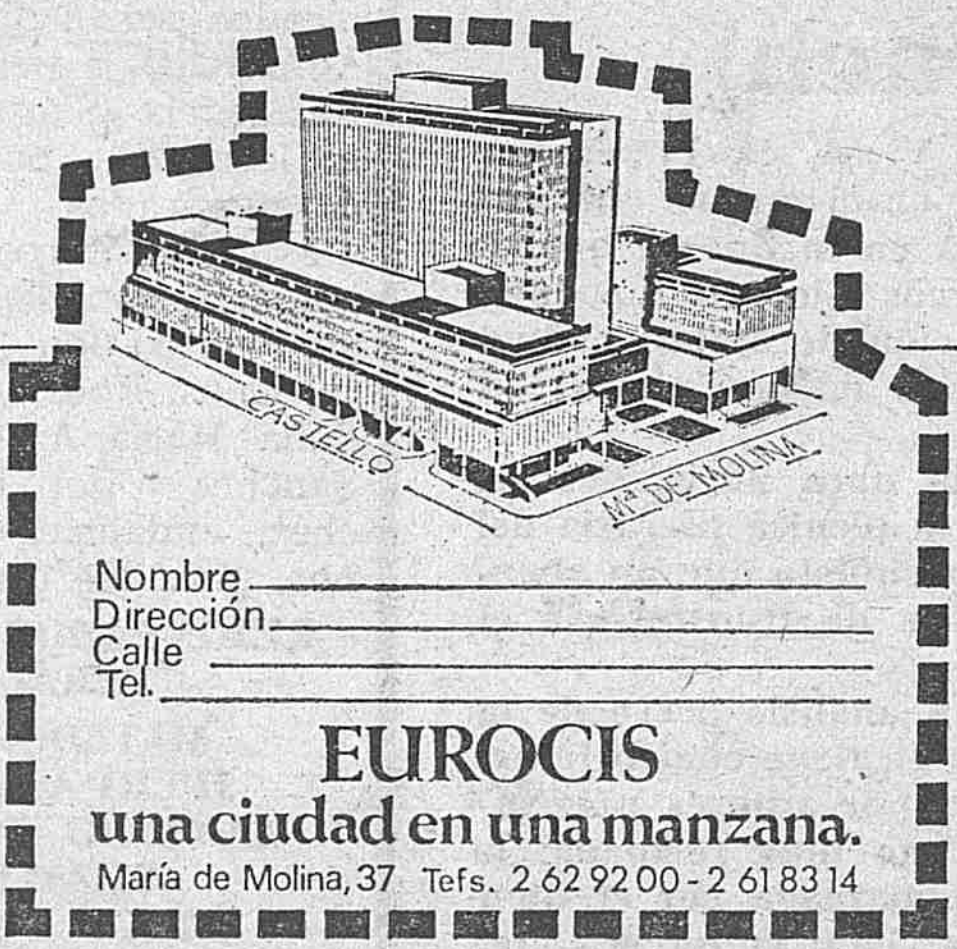 CASTELLO
Mª DE MOLINA
Nombre
Dirección
Calle
Tel.
EUROCIS
una ciudad en una manzana.
María de Molina, 37 Tefs. 2 62 92 00 - 2 61 83 14